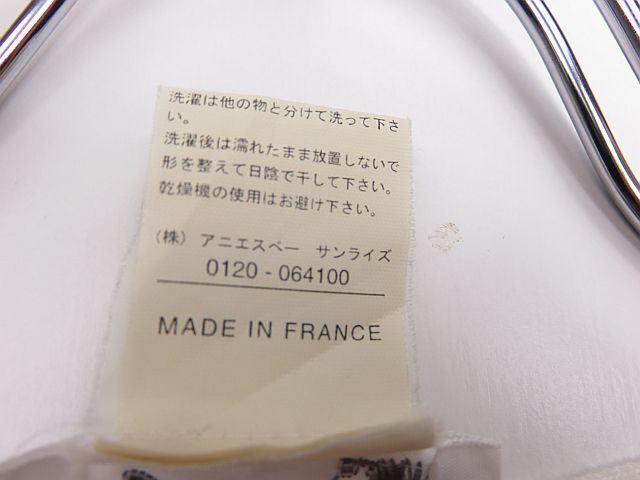 洗濯は他の物と分けて洗って下さ
い。
洗濯後は濡れたまま放置しないで
形を整えて日陰で干して下さい。
乾燥機の使用はお避け下さい。
（株） アニエスベー　サンライズ
0120 - 064100
MADE IN FRANCE